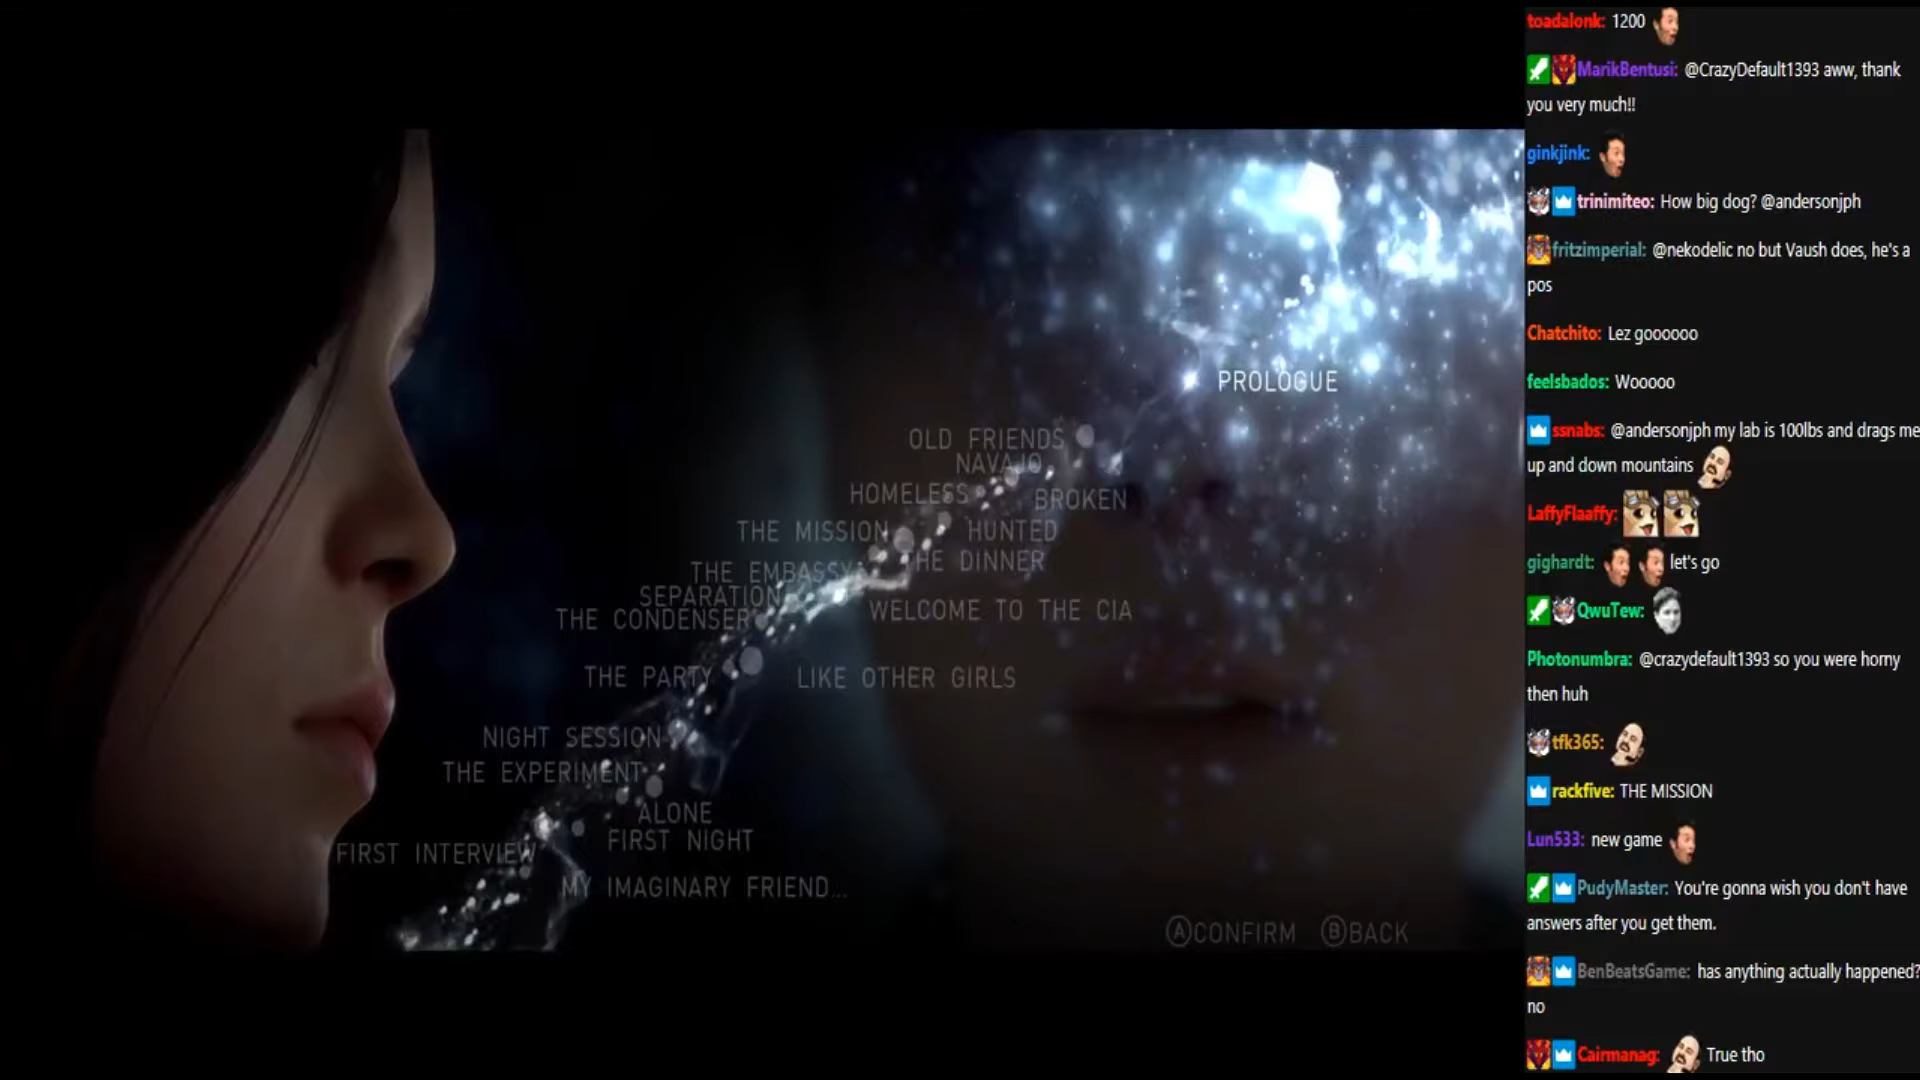 PROLOGUE
OLD FRIENDS
NAVAJO
HOMELESS
BROKEN
THE MISSION
HUNTED
THE DINNER
THE EMBASSY
SEPARATION
THE CONDENSER
WELCOME TO THE CIA
THE PARTY
LIKE OTHER GIRLS
NIGHT SESSION
THE EXPERIMENT
ALONE
FIRST NIGHT
FIRST INTERVIEW
MY IMAGINARY FRIEND...
Ⓐ CONFIRM Ⓑ BACK
toadalonk: 1200
MarikBentusi: @CrazyDefault1393 aww, thank
you very much!!
ginkjink:
trinimiteo: How big dog? @andersonjph
fritzimperial: @nekodelic no but Vaush does, he's a
pos
Chatchito: Lez goooooo
feelsbados: Wooooo
ssnabs: @andersonjph my lab is 100lbs and drags me
up and down mountains
LaffyFlaaffy:
gighardt: let's go
QwuTew:
Photonumbra: @crazydefault1393 so you were horny
then huh
tfk365:
rackfive: THE MISSION
Lun533: new game
PudyMaster: You're gonna wish you don't have
answers after you get them.
BenBeatsGame: has anything actually happened?
no
Cairmanag: True tho